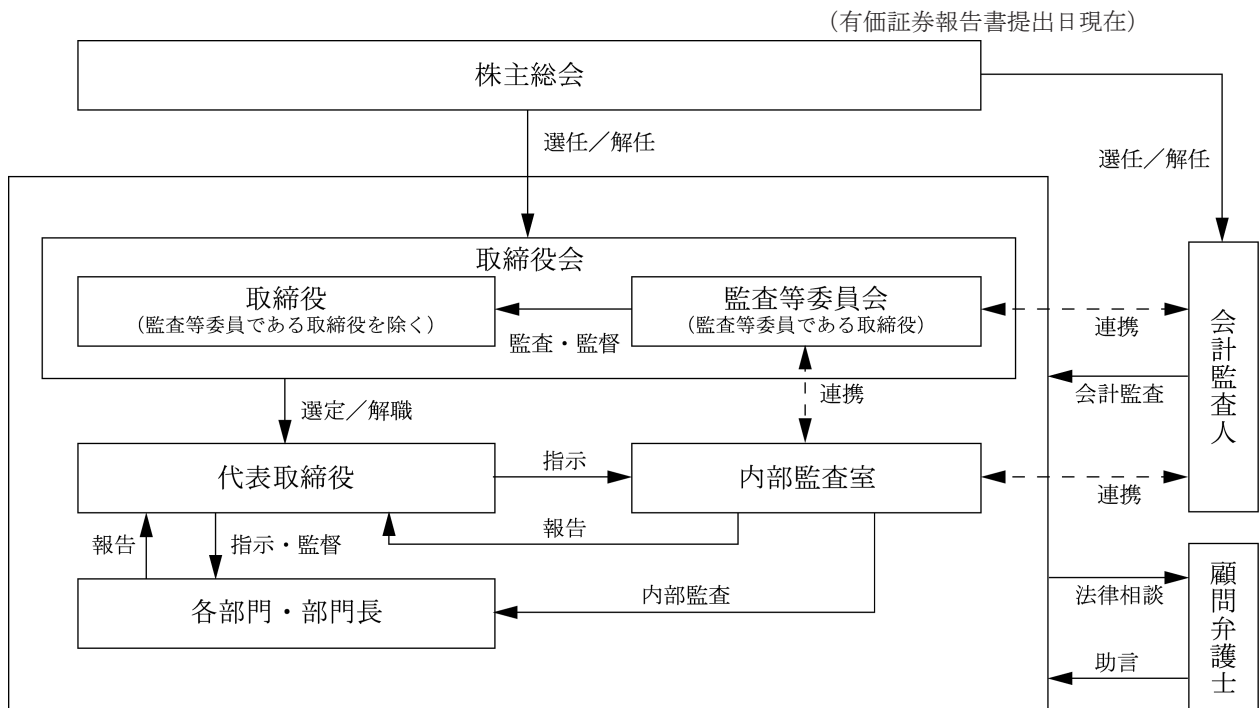 （有価証券報告書提出日現在）
株主総会
選任／解任
選任／解任
取締役会
取締役
（監査等委員である取締役を除く）
監査・監督
監査等委員会
（監査等委員である取締役）
連携
会計監査人
会計監査
連携
選定／解職
代表取締役
指示
内部監査室
連携
報告
報告
指示・監督
各部門・部門長
内部監査
法律相談
顧問弁護士
助言